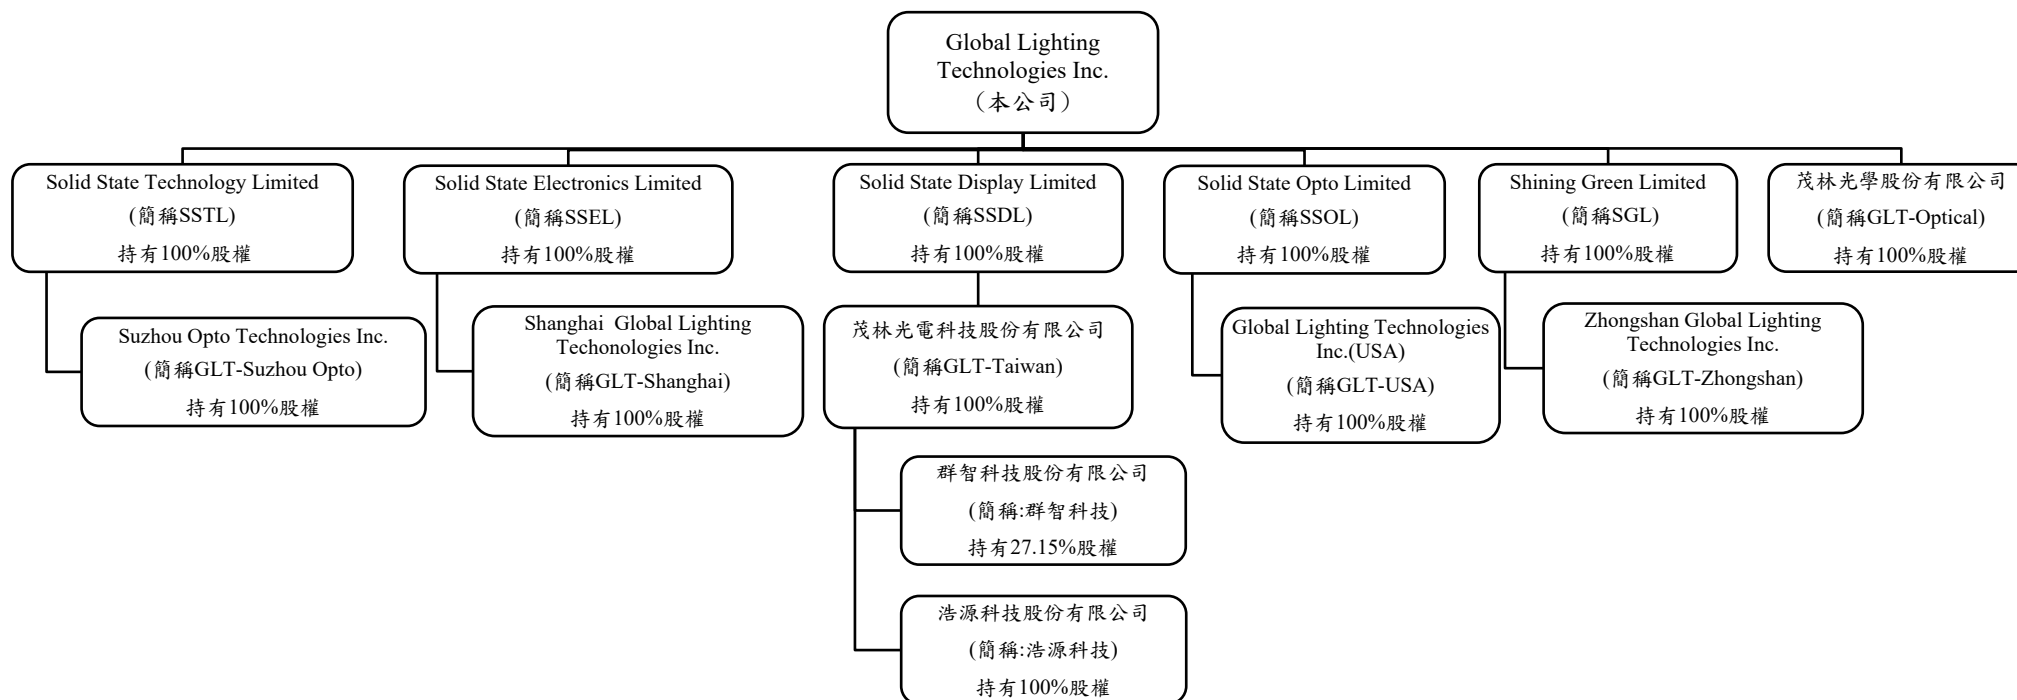 Global Lighting
Technologies Inc.
（本公司）
Solid State Technology Limited
(簡稱SSTL)
持有100%股權
Solid State Electronics Limited
(簡稱SSEL)
持有100%股權
Solid State Display Limited
(簡稱SSDL)
持有100%股權
Solid State Opto Limited
(簡稱SSOL)
持有100%股權
Shining Green Limited
(簡稱SGL)
持有100%股權
茂林光學股份有限公司
(簡稱GLT-Optical)
持有100%股權
Suzhou Opto Technologies Inc.
(簡稱GLT-Suzhou Opto)
持有100%股權
Shanghai  Global Lighting
Techonologies Inc.
(簡稱GLT-Shanghai)
持有100%股權
茂林光電科技股份有限公司
(簡稱GLT-Taiwan)
持有100%股權
Global Lighting Technologies
Inc.(USA)
(簡稱GLT-USA)
持有100%股權
Zhongshan Global Lighting
Technologies Inc.
(簡稱GLT-Zhongshan)
持有100%股權
群智科技股份有限公司
(簡稱:群智科技)
持有27.15%股權
浩源科技股份有限公司
(簡稱:浩源科技)
持有100%股權